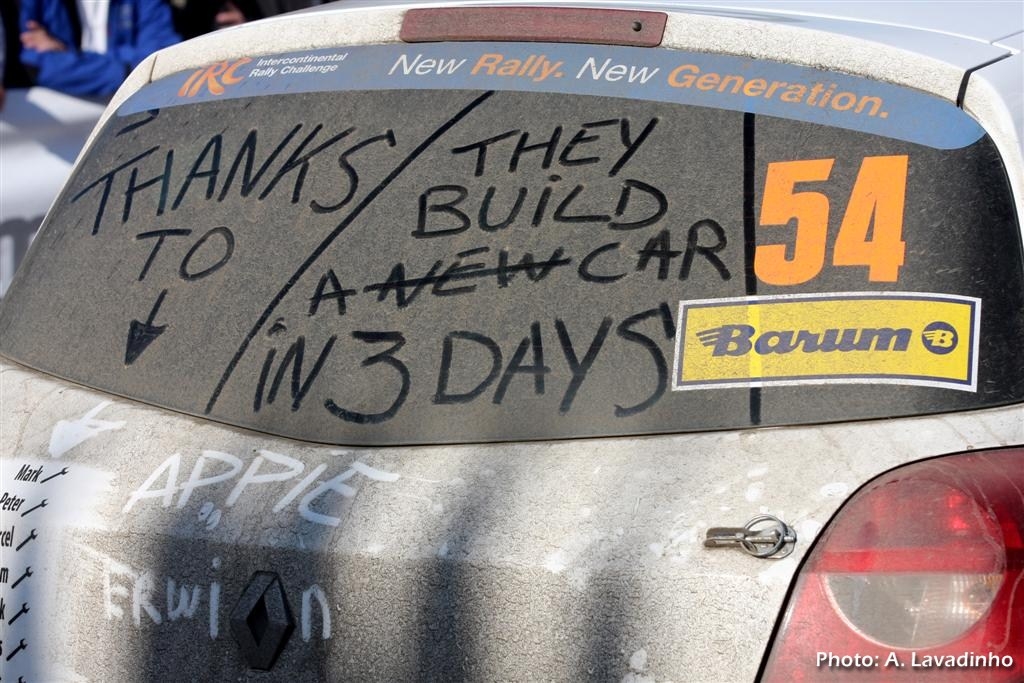 IRC Intercontinental
Rally Challenge
New Rally. New Generation.
THANKS
TO
THEY
BUILD
A NEW CAR
IN 3 DAYS
54
Barum B
APPIE
ERWIN
Mark
Peter
Photo: A. Lavadinho